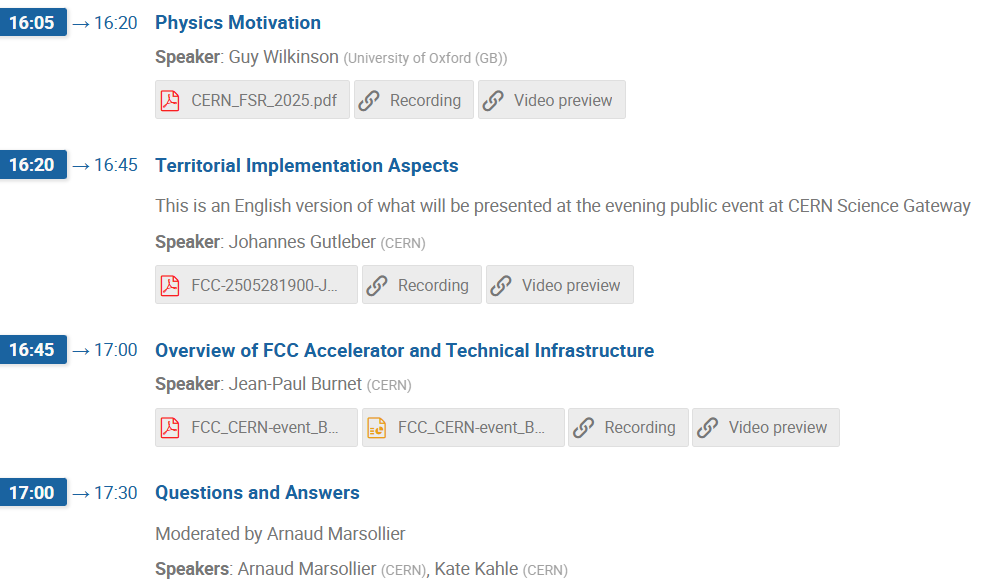 16:05 → 16:20 Physics Motivation
Speaker: Guy Wilkinson (University of Oxford (GB))
CERN_FSR_2025.pdf Recording Video preview
16:20 → 16:45 Territorial Implementation Aspects
This is an English version of what will be presented at the evening public event at CERN Science Gateway
Speaker: Johannes Gutleber (CERN)
FCC-2505281900-J... Recording Video preview
16:45 → 17:00 Overview of FCC Accelerator and Technical Infrastructure
Speaker: Jean-Paul Burnet (CERN)
FCC_CERN-event_B... FCC_CERN-event_B... Recording Video preview
17:00 → 17:30 Questions and Answers
Moderated by Arnaud Marsollier
Speakers: Arnaud Marsollier (CERN), Kate Kahle (CERN)